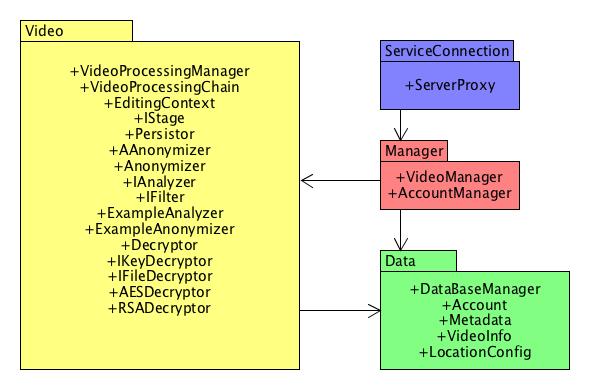 Video
+VideoProcessingManager
+VideoProcessingChain
+EditingContext
+IStage
+Persistor
+AAnonymizer
+Anonymizer
+IAnalyzer
+IFilter
+ExampleAnalyzer
+ExampleAnonymizer
+Decryptor
+IKeyDecryptor
+IFileDecryptor
+AESDecryptor
+RSADecryptor
ServiceConnection
+ServerProxy
Manager
+VideoManager
+AccountManager
Data
+DataBaseManager
+Account
+Metadata
+VideoInfo
+LocationConfig